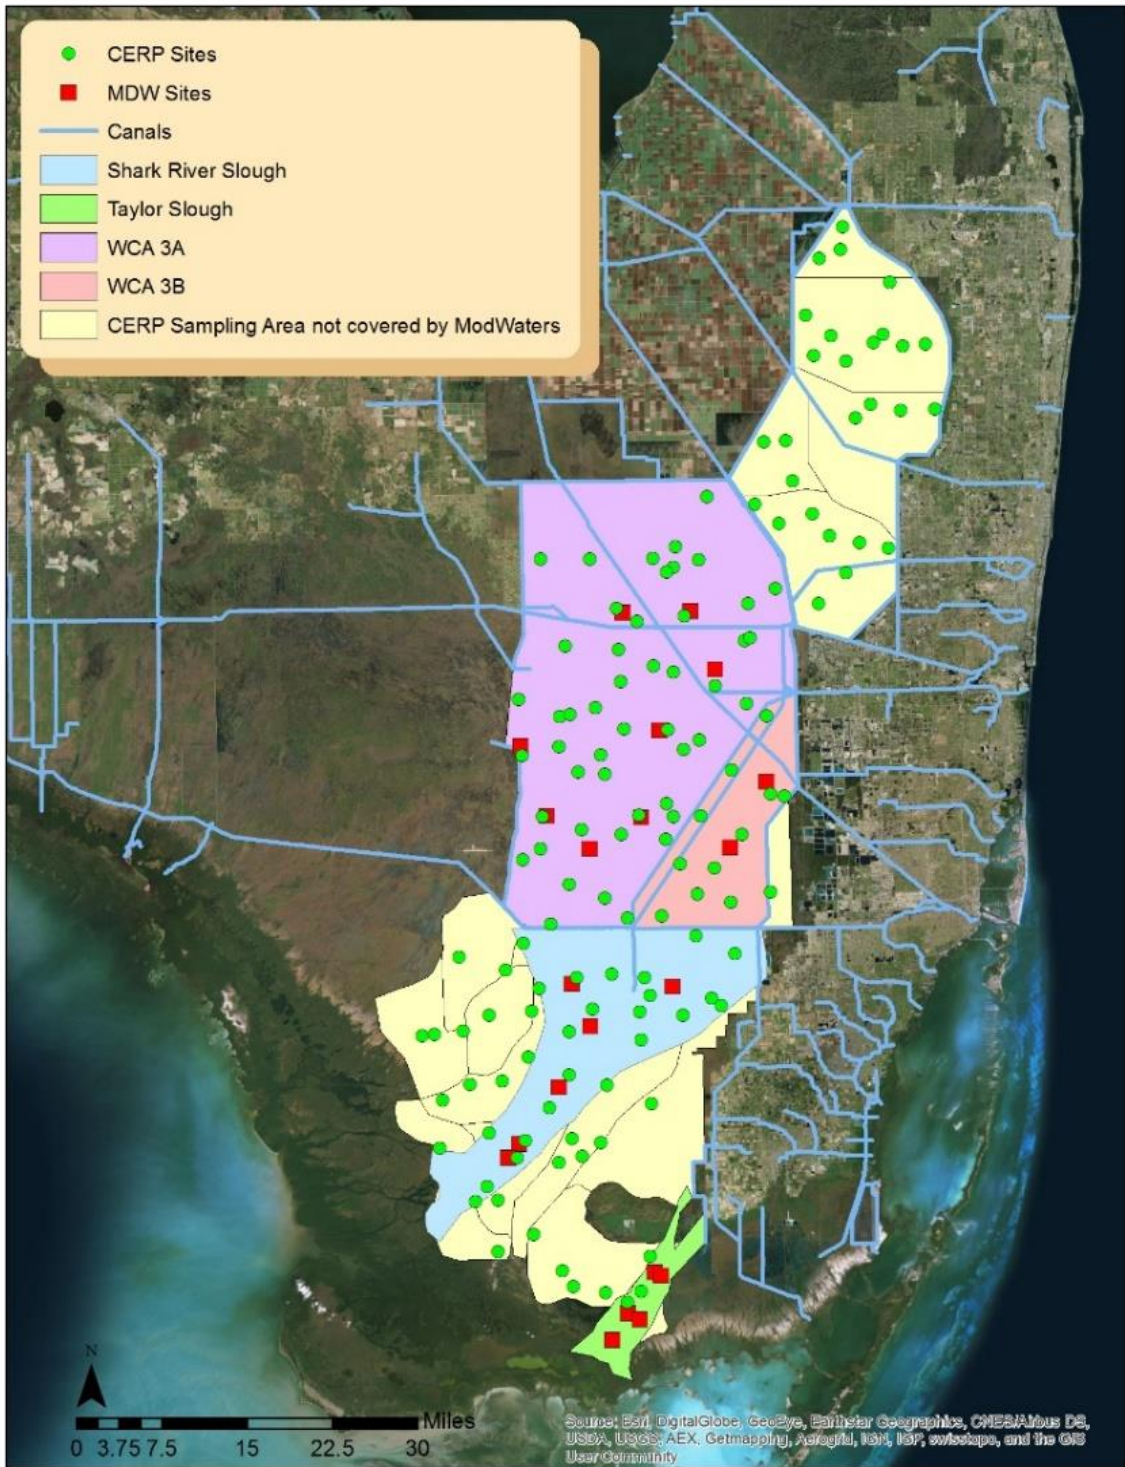 CERP Sites
MDW Sites
Canals
Shark River Slough
Taylor Slough
WCA 3A
WCA 3B
CERP Sampling Area not covered by ModWaters
N
Miles
0 3.75 7.5 15 22.5 30
Source: Esri, DigitalGlobe, GeoEye, Earthstar Geographics, CNES/Airbus DS,
USDA, USGS, AEX, Getmapping, Aerogrid, IGN, IGP, swisstopo, and the GIS
User Community